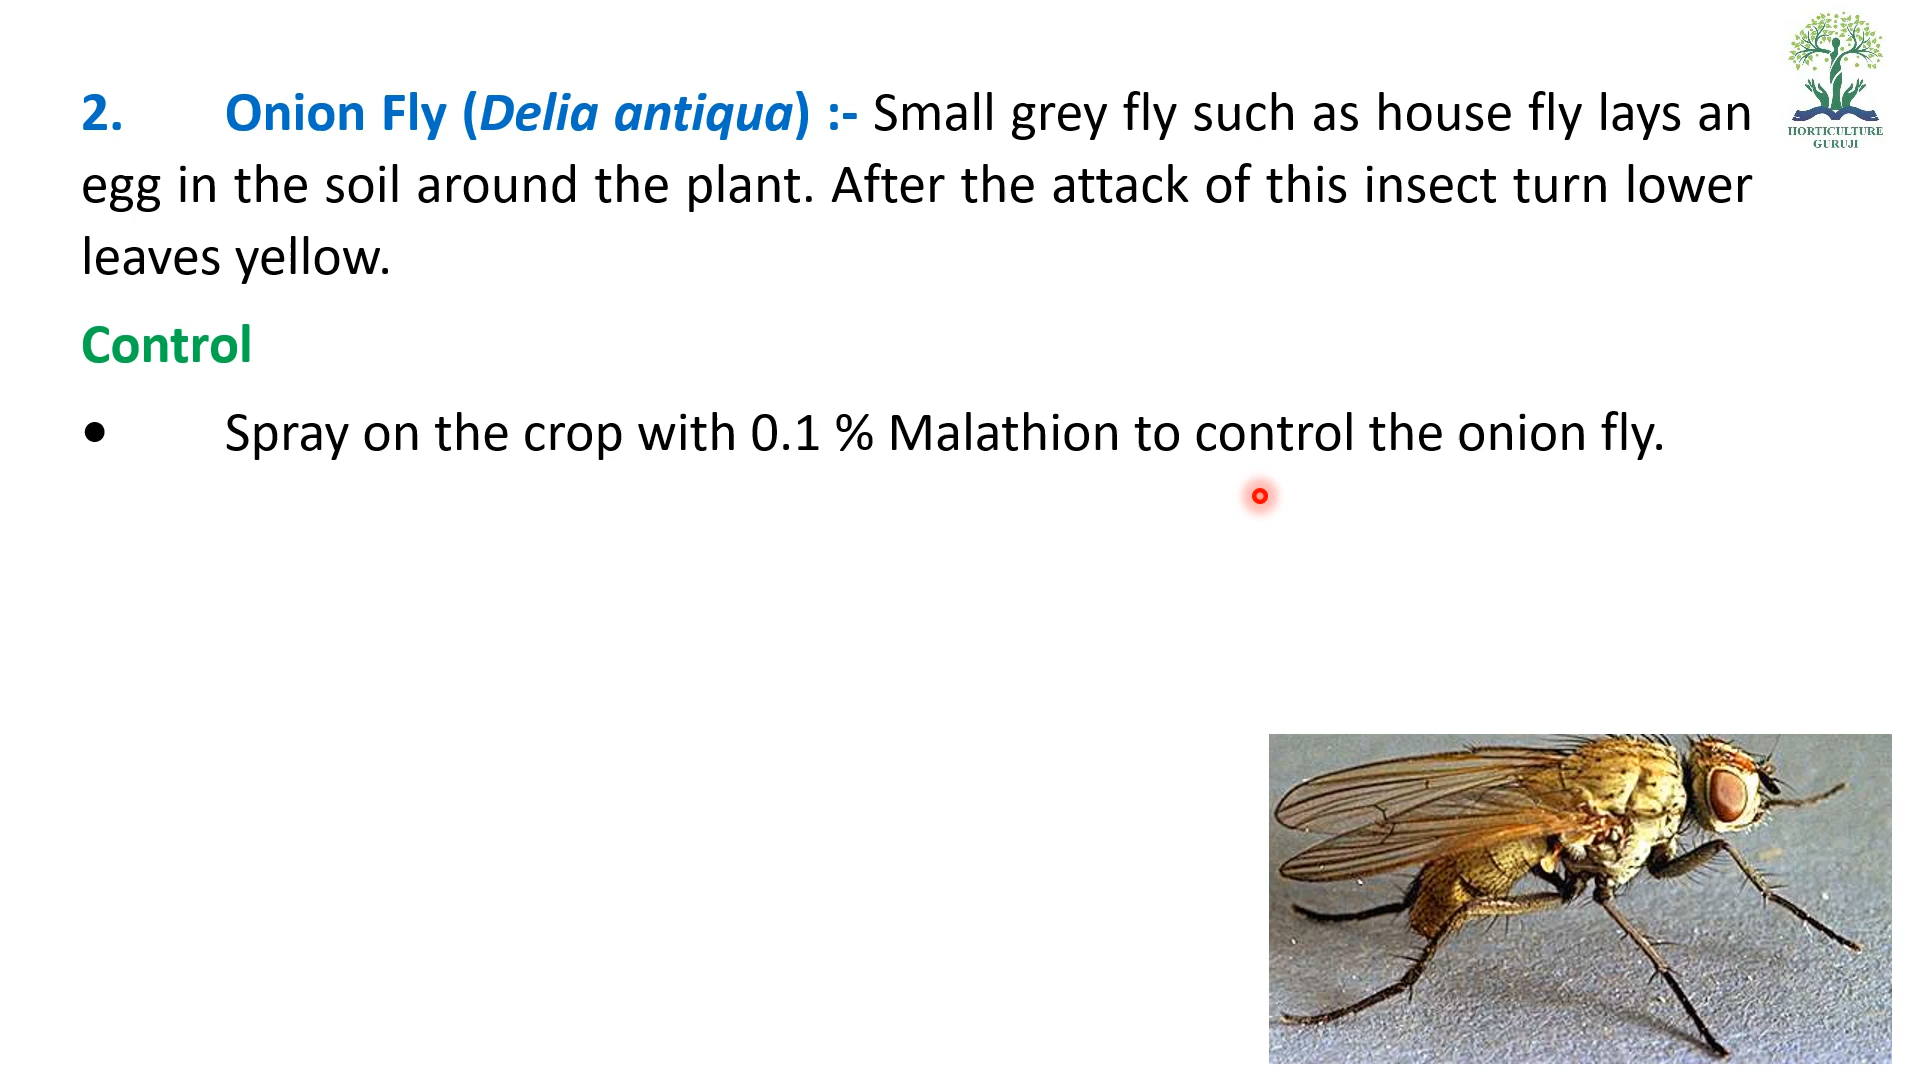 HORTICULTURE
GURUJI
2. Onion Fly (Delia antiqua) :- Small grey fly such as house fly lays an
egg in the soil around the plant. After the attack of this insect turn lower
leaves yellow.
Control
• Spray on the crop with 0.1 % Malathion to control the onion fly.